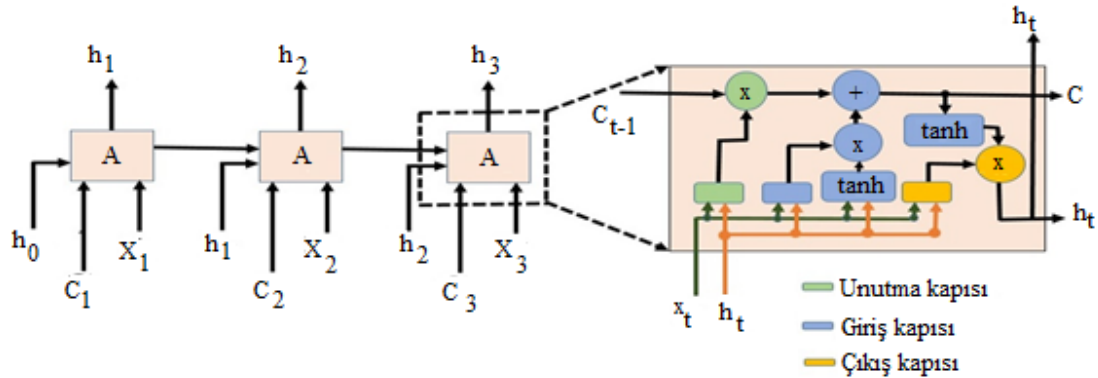 h1 h2 h3
A A A
h0 h1 h2
X1 X2 X3
C1 C2 C3
ht
Ct-1 x + C
tanh
x x
tanh
ht
xt ht
Unutma kapısı
Giriş kapısı
Çıkış kapısı